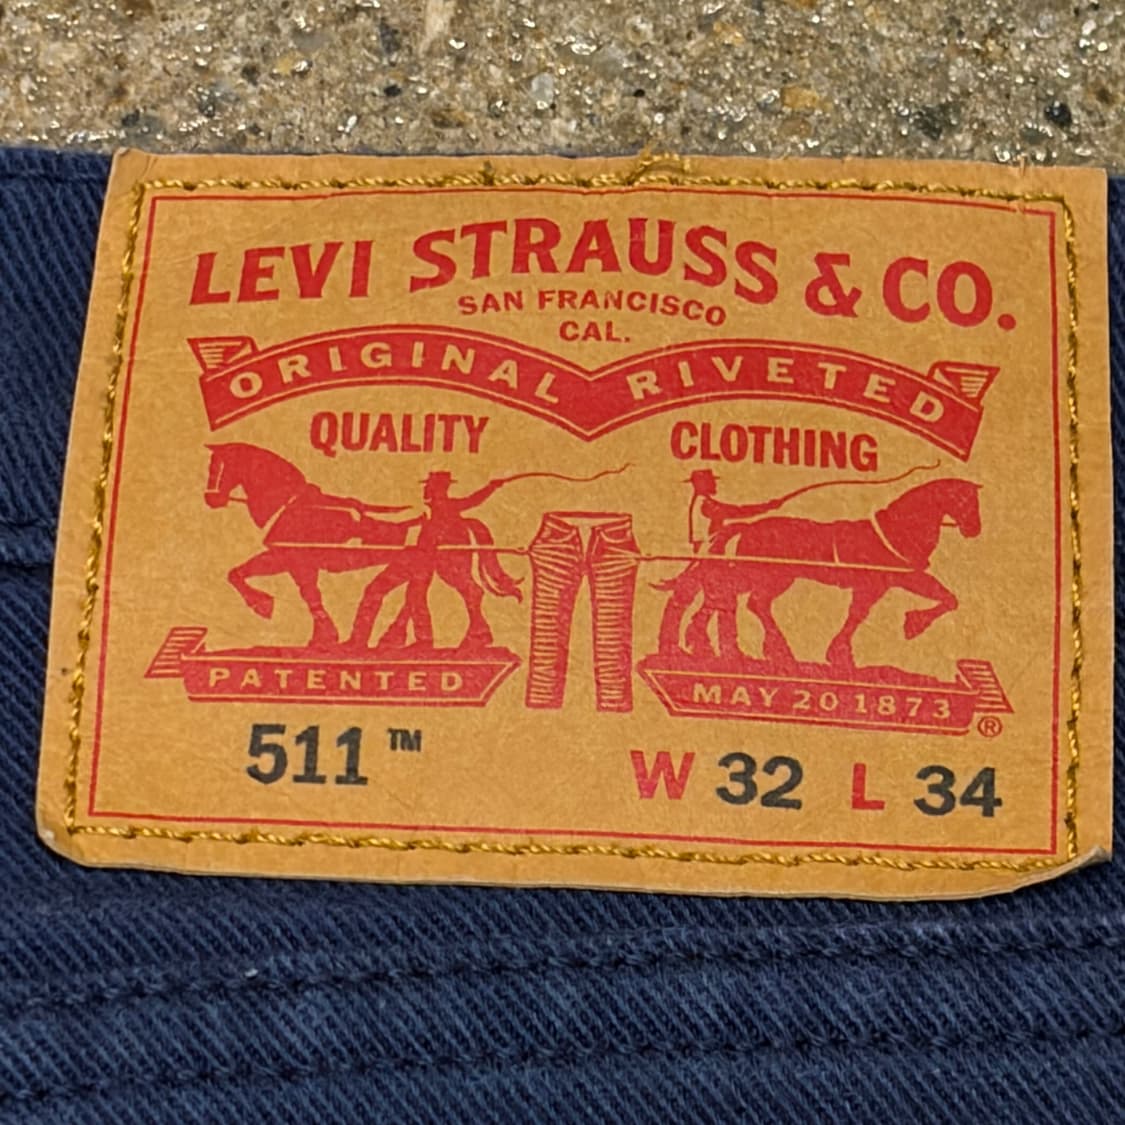 LEVI STRAUSS & CO.
SAN FRANCISCO
CAL.
ORIGINAL RIVETED
QUALITY CLOTHING
PATENTED MAY 20 1873 ®
511™ W 32 L 34